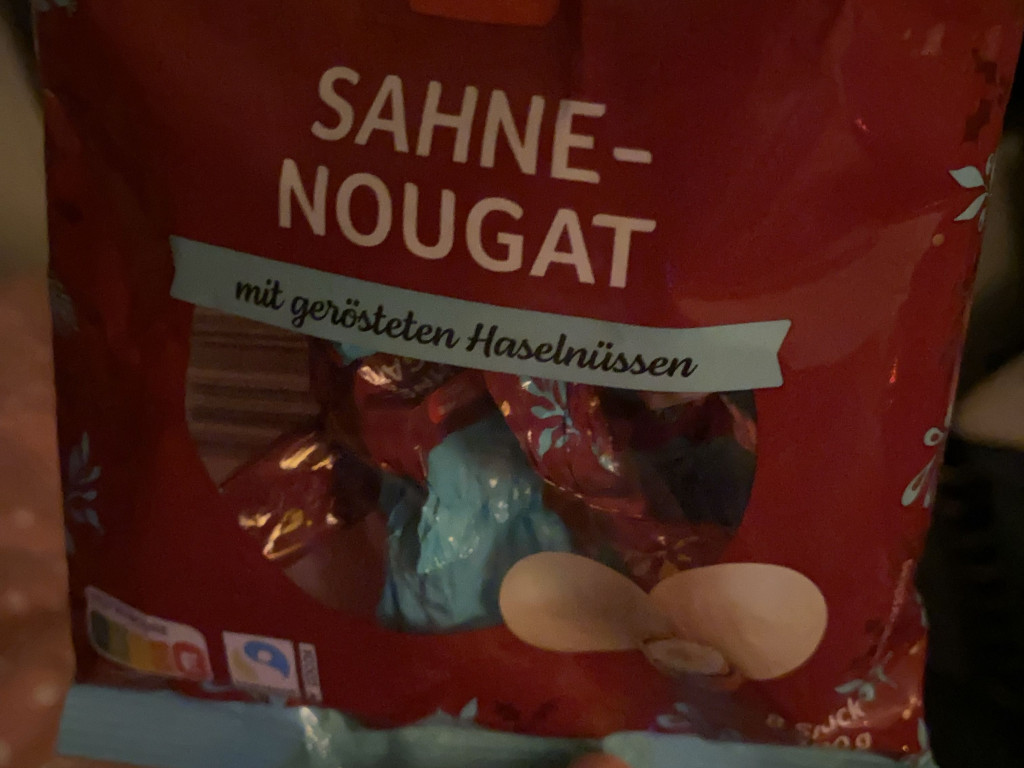 SAHNE-
NOUGAT
mit gerösteten Haselnüssen